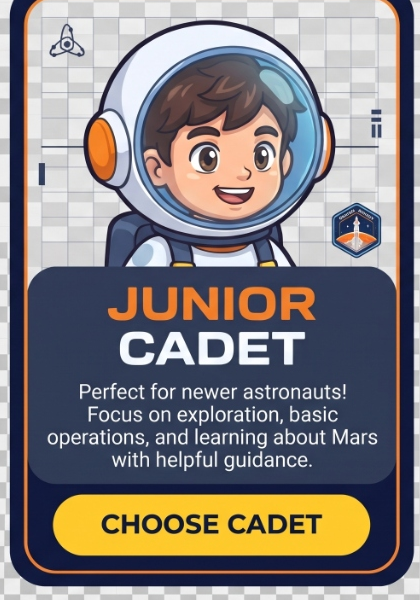 JUNIOR
CADET
Perfect for newer astronauts!
Focus on exploration, basic
operations, and learning about Mars
with helpful guidance.
CHOOSE CADET